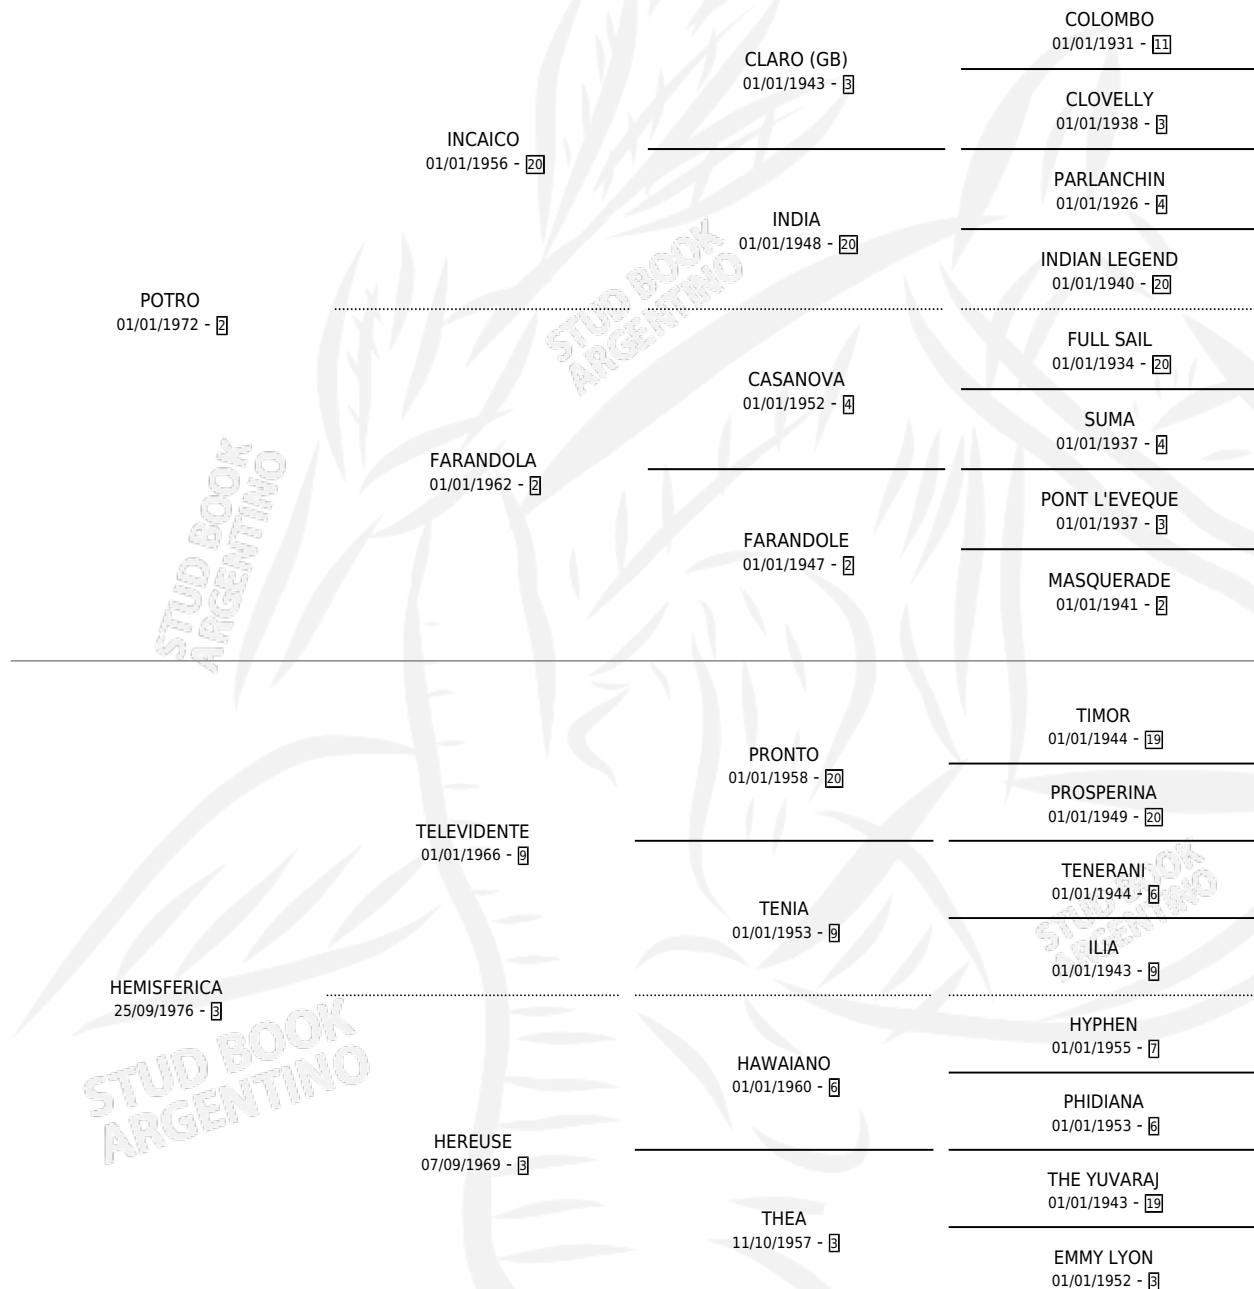 COLOMBO
01/01/1931 - 11
CLARO (GB)
01/01/1943 - 3
CLOVELLY
01/01/1938 - 3
INCAICO
01/01/1956 - 20
PARLANCHIN
01/01/1926 - 4
INDIA
01/01/1948 - 20
INDIAN LEGEND
01/01/1940 - 20
POTRO
01/01/1972 - 2
FULL SAIL
01/01/1934 - 20
CASANOVA
01/01/1952 - 4
SUMA
01/01/1937 - 4
FARANDOLA
01/01/1962 - 2
PONT L'EVEQUE
01/01/1937 - 3
FARANDOLE
01/01/1947 - 2
MASQUERADE
01/01/1941 - 2
STUD BOOK
ARGENTINO
STUD BOOK
ARGENTINO
TIMOR
01/01/1944 - 19
PRONTO
01/01/1958 - 20
PROSPERINA
01/01/1949 - 20
TELEVIDENTE
01/01/1966 - 9
TENERANI
01/01/1944 - 6
TENIA
01/01/1953 - 9
ILIA
01/01/1943 - 9
HEMISFERICA
25/09/1976 - 3
HYPHEN
01/01/1955 - 7
HAWAIANO
01/01/1960 - 6
PHIDIANA
01/01/1953 - 6
HEREUSE
07/09/1969 - 3
THE YUVARAJ
01/01/1943 - 19
THEA
11/10/1957 - 3
EMMY LYON
01/01/1952 - 3
STUD BOOK
ARGENTINO
STUD BOOK
ARGENTINO